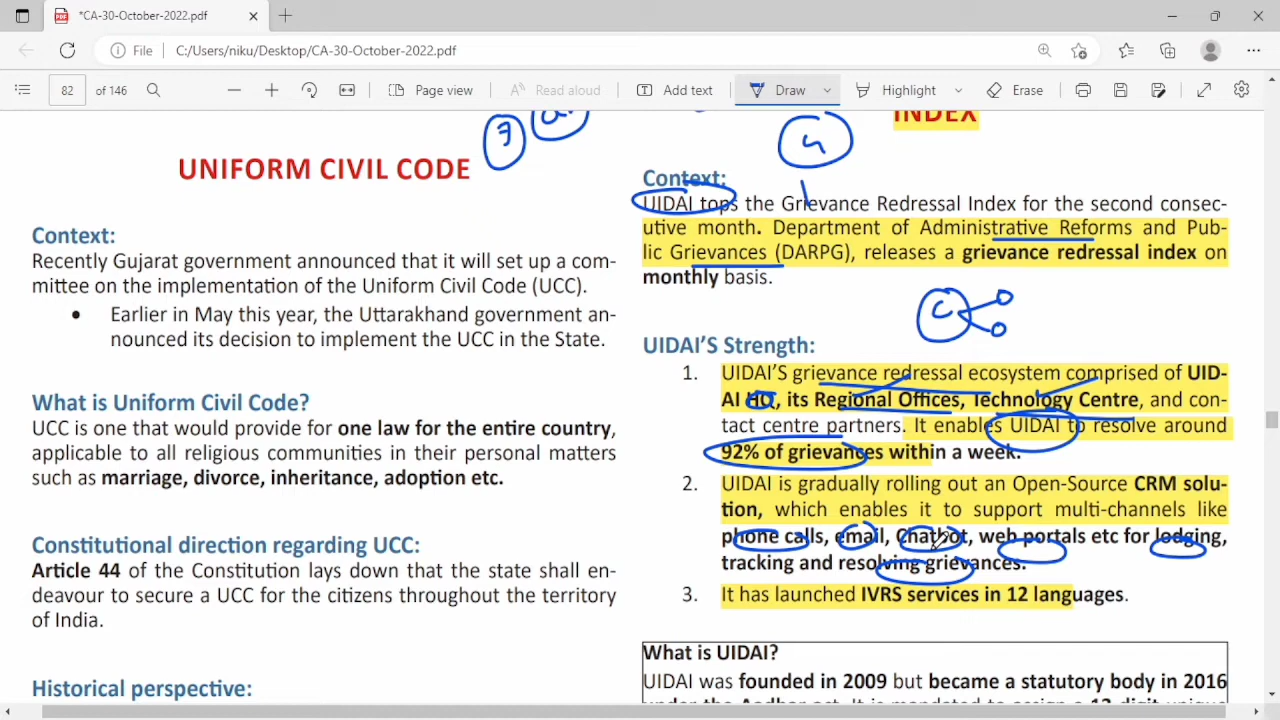 *CA-30-October-2022.pdf
File
C:/Users/niku/Desktop/CA-30-October-2022.pdf
82 of 146
Page view
Read aloud
Add text
Draw
Highlight
Erase
UNIFORM CIVIL CODE
Context:
Recently Gujarat government announced that it will set up a com-
mittee on the implementation of the Uniform Civil Code (UCC).
• Earlier in May this year, the Uttarakhand government an-
nounced its decision to implement the UCC in the State.
What is Uniform Civil Code?
UCC is one that would provide for one law for the entire country,
applicable to all religious communities in their personal matters
such as marriage, divorce, inheritance, adoption etc.
Constitutional direction regarding UCC:
Article 44 of the Constitution lays down that the state shall en-
deavour to secure a UCC for the citizens throughout the territory
of India.
Historical perspective:
INDEX
Context:
UIDAI tops the Grievance Redressal Index for the second consec-
utive month. Department of Administrative Reforms and Pub-
lic Grievances (DARPG), releases a grievance redressal index on
monthly basis.
UIDAI'S Strength:
1. UIDAI'S grievance redressal ecosystem comprised of UID-
AI HQ, its Regional Offices, Technology Centre, and con-
tact centre partners. It enables UIDAI to resolve around
92% of grievances within a week.
2. UIDAI is gradually rolling out an Open-Source CRM solu-
tion, which enables it to support multi-channels like
phone calls, email, Chatbot, web portals etc for lodging,
tracking and resolving grievances.
3. It has launched IVRS services in 12 languages.
What is UIDAI?
UIDAI was founded in 2009 but became a statutory body in 2016